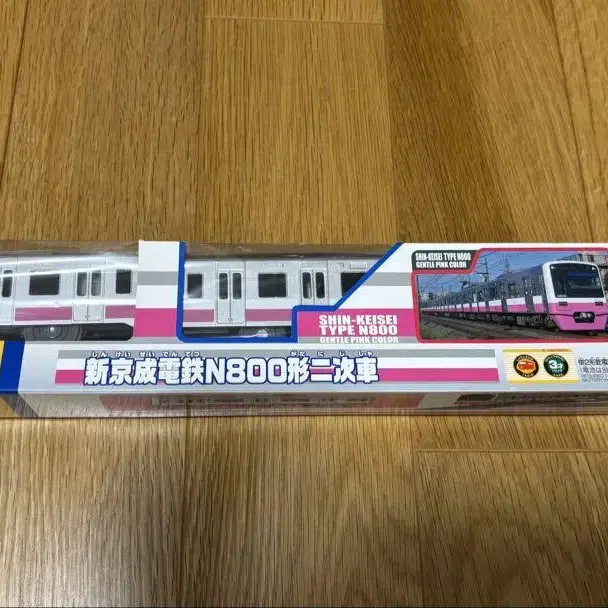 SHIN-KEISEI TYPE N800
GENTLE PINK COLOR
SHIN-KEISEI
TYPE N800
GENTLE PINK COLOR
しん けい せい でん てつ がた に じ しゃ
新京成電鉄N800形二次車
3才